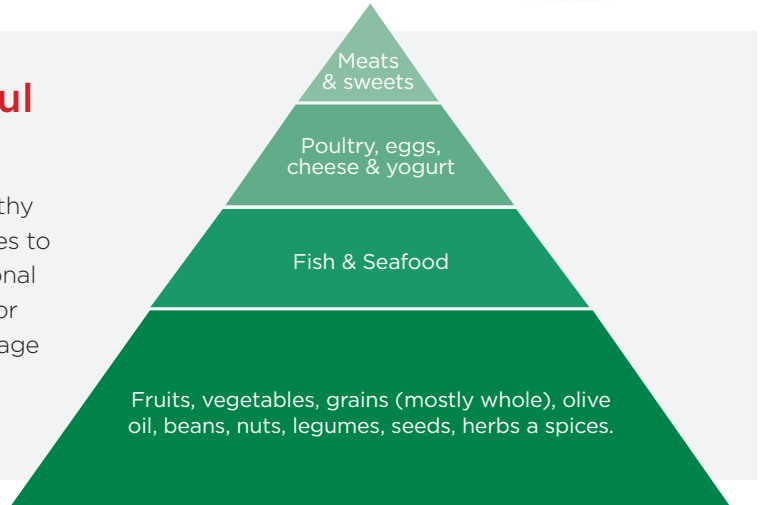 Meats
& sweets
ul
Poultry, eggs,
cheese & yogurt
thy
es to
onal
or
age
Fish & Seafood
Fruits, vegetables, grains (mostly whole), olive
oil, beans, nuts, legumes, seeds, herbs a spices.